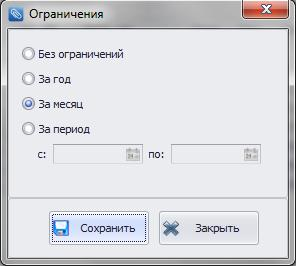 Ограничения
Без ограничений
За год
За месяц
За период
с: по:
Сохранить Закрыть